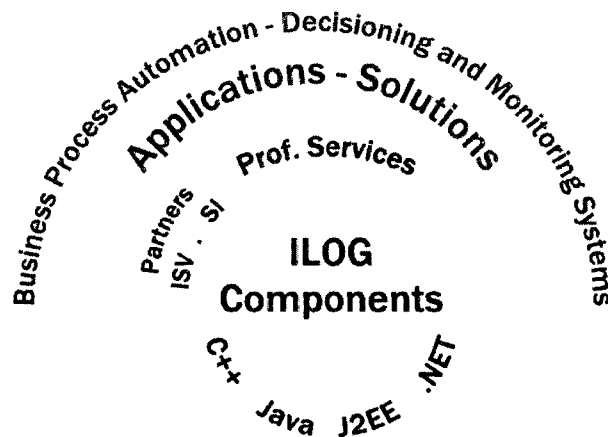 Business Process Automation - Decisioning and Monitoring Systems
Applications - Solutions
Prof. Services
Partners
ISV . SI
ILOG
Components
C++ Java J2EE .NET